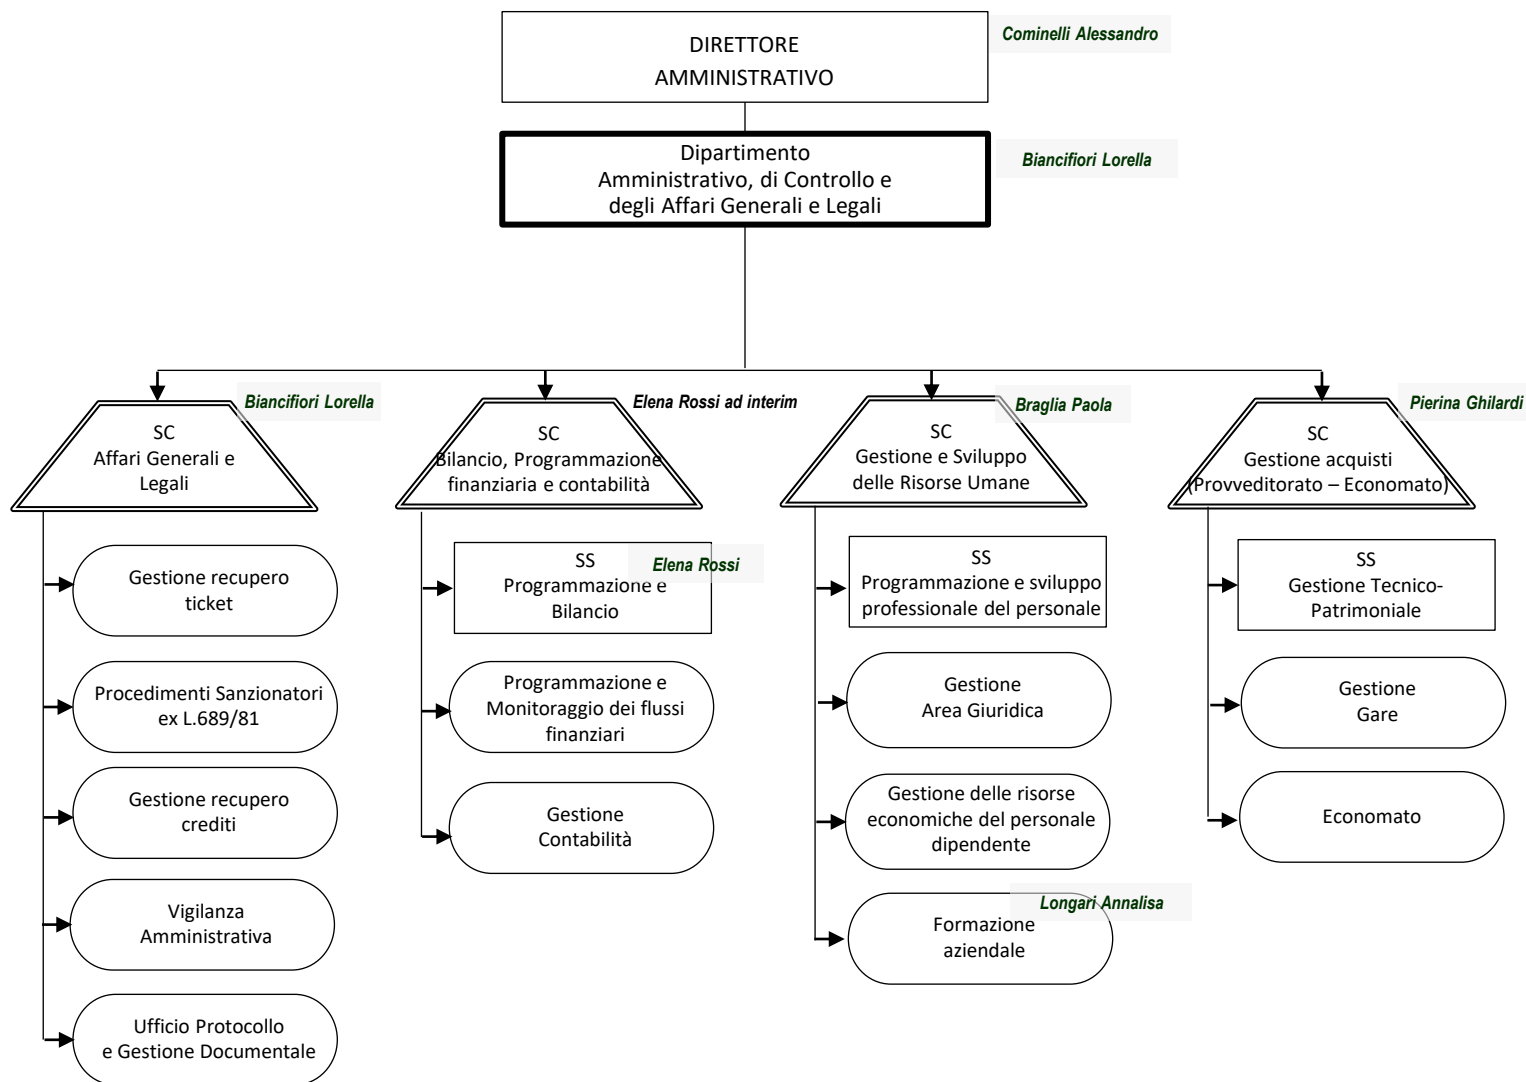 DIRETTORE
AMMINISTRATIVO
Cominelli Alessandro
Dipartimento
Amministrativo, di Controllo e
degli Affari Generali e Legali
Biancifiori Lorella
Biancifiori Lorella
SC
Affari Generali e
Legali
Gestione recupero
ticket
Procedimenti Sanzionatori
ex L.689/81
Gestione recupero
crediti
Vigilanza
Amministrativa
Ufficio Protocollo
e Gestione Documentale
Elena Rossi ad interim
SC
Bilancio, Programmazione
finanziaria e contabilità
Elena Rossi
SS
Programmazione e
Bilancio
Programmazione e
Monitoraggio dei flussi
finanziari
Gestione
Contabilità
Braglia Paola
SC
Gestione e Sviluppo
delle Risorse Umane
SS
Programmazione e sviluppo
professionale del personale
Gestione
Area Giuridica
Gestione delle risorse
economiche del personale
dipendente
Longari Annalisa
Formazione
aziendale
Pierina Ghilardi
SC
Gestione acquisti
(Provveditorato – Economato)
SS
Gestione Tecnico-
Patrimoniale
Gestione
Gare
Economato